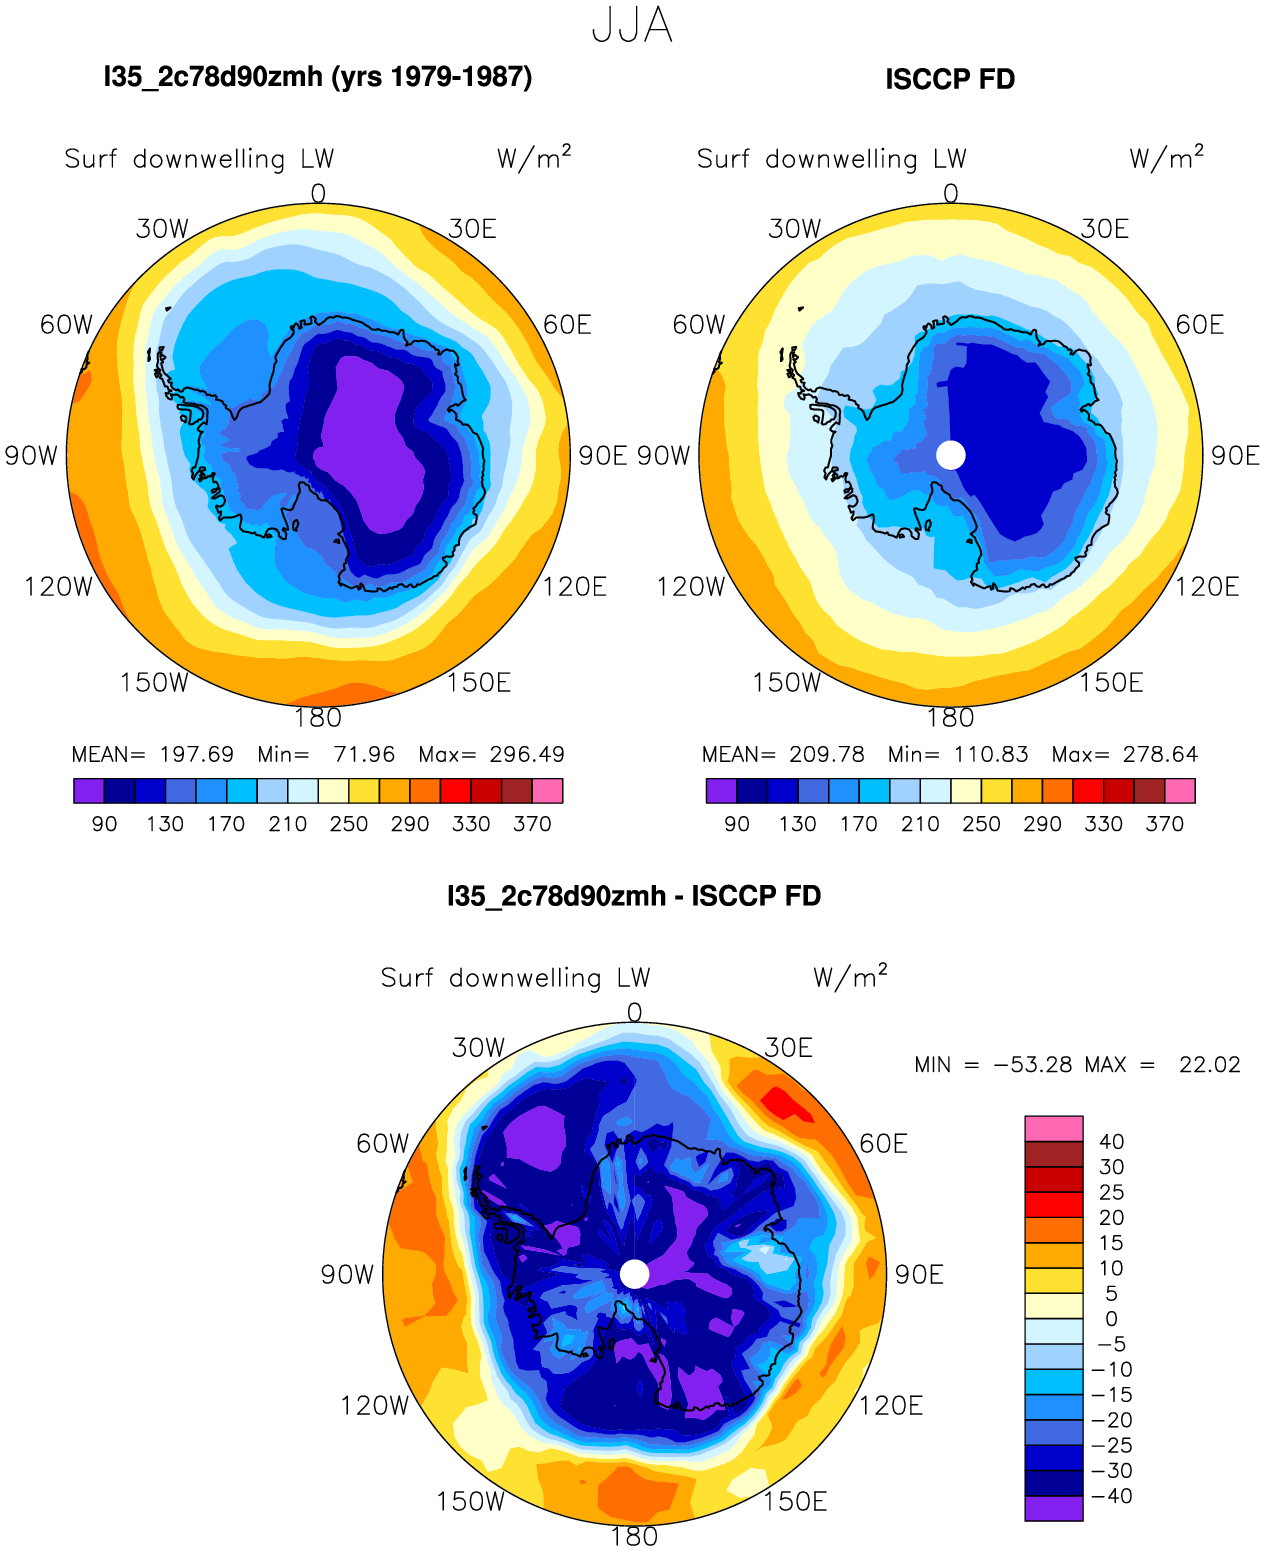 JJA
I35_2c78d90zmh (yrs 1979-1987)
ISCCP FD
Surf downwelling LW W/m²
Surf downwelling LW W/m²
0
30W 30E
60W 60E
90W 90E
120W 120E
150W 150E
180
0
30W 30E
60W 60E
90W 90E
120W 120E
150W 150E
180
MEAN= 197.69 Min= 71.96 Max= 296.49
90 130 170 210 250 290 330 370
MEAN= 209.78 Min= 110.83 Max= 278.64
90 130 170 210 250 290 330 370
I35_2c78d90zmh - ISCCP FD
Surf downwelling LW W/m²
0
30W 30E
60W 60E
90W 90E
120W 120E
150W 150E
180
MIN = −53.28 MAX = 22.02
40
30
25
20
15
10
5
0
−5
−10
−15
−20
−25
−30
−40